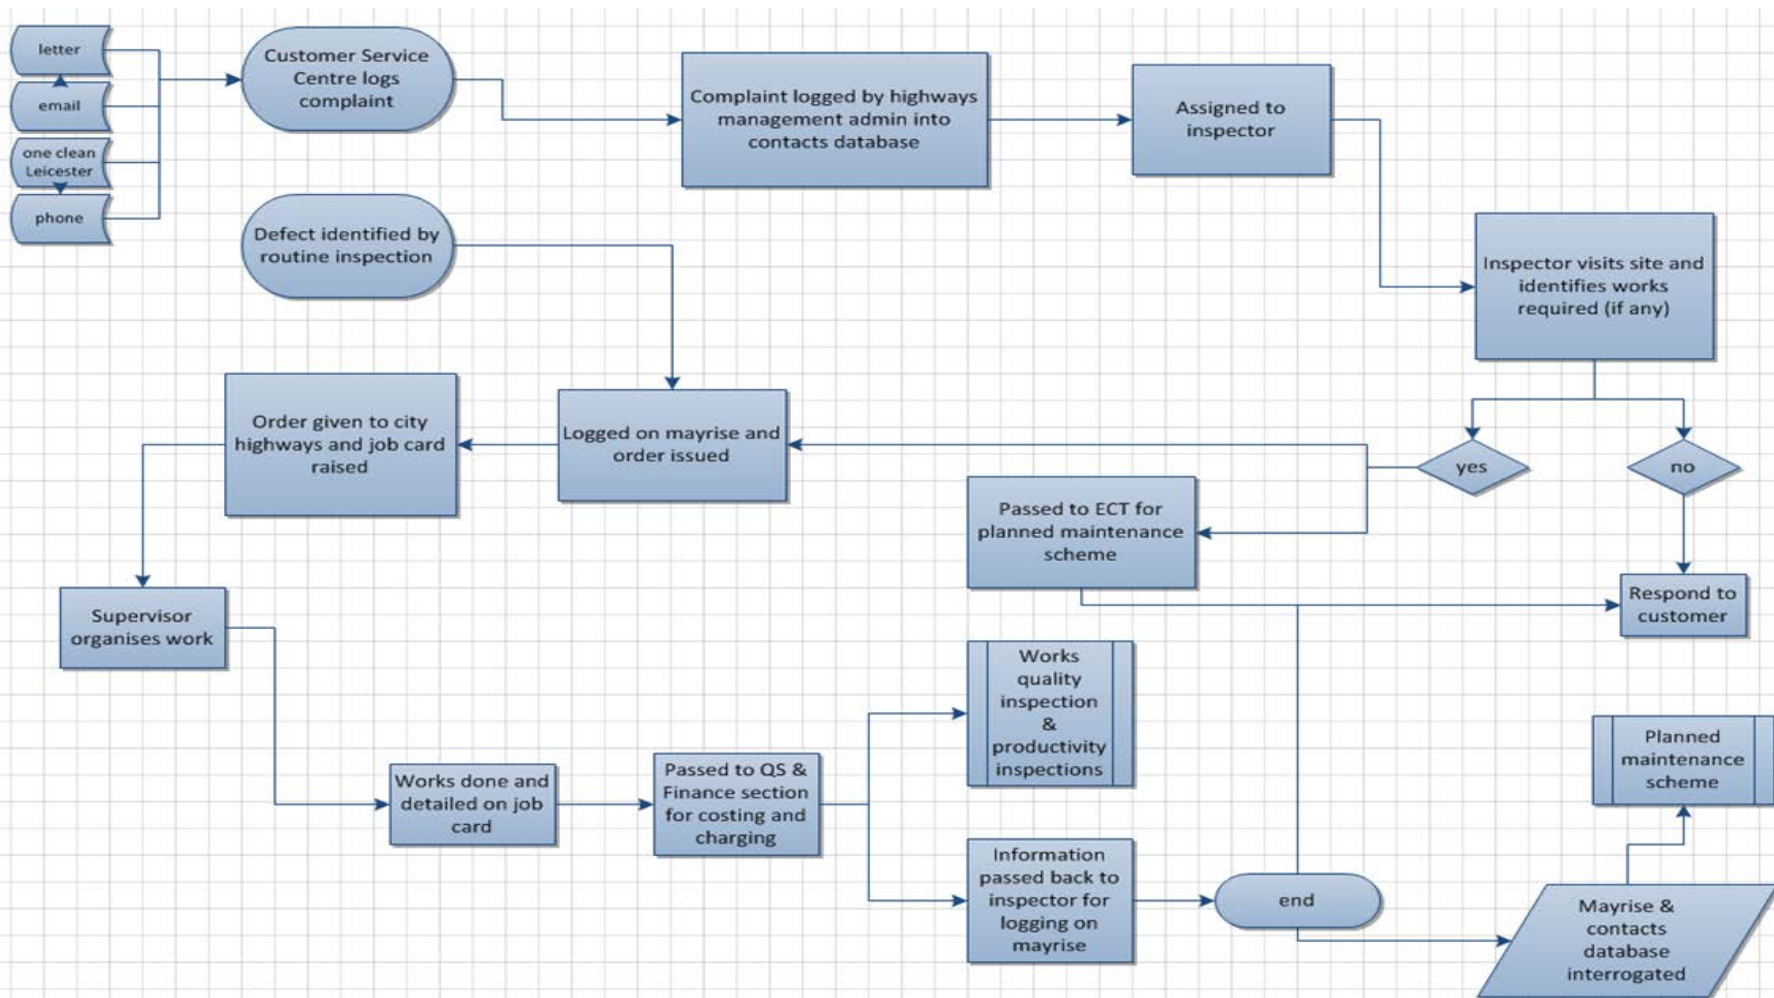 letter
email
one clean
Leicester
phone
Customer Service
Centre logs
complaint
Complaint logged by highways
management admin into
contacts database
Assigned to
inspector
Defect identified by
routine inspection
Inspector visits site and
identifies works
required (if any)
Order given to city
highways and job card
raised
Logged on mayrise and
order issued
yes
no
Passed to ECT for
planned maintenance
scheme
Respond to
customer
Supervisor
organises work
Works
quality
inspection
&
productivity
inspections
Planned
maintenance
scheme
Works done and
detailed on job
card
Passed to QS &
Finance section
for costing and
charging
Information
passed back to
inspector for
logging on
mayrise
end
Mayrise &
contacts
database
interrogated